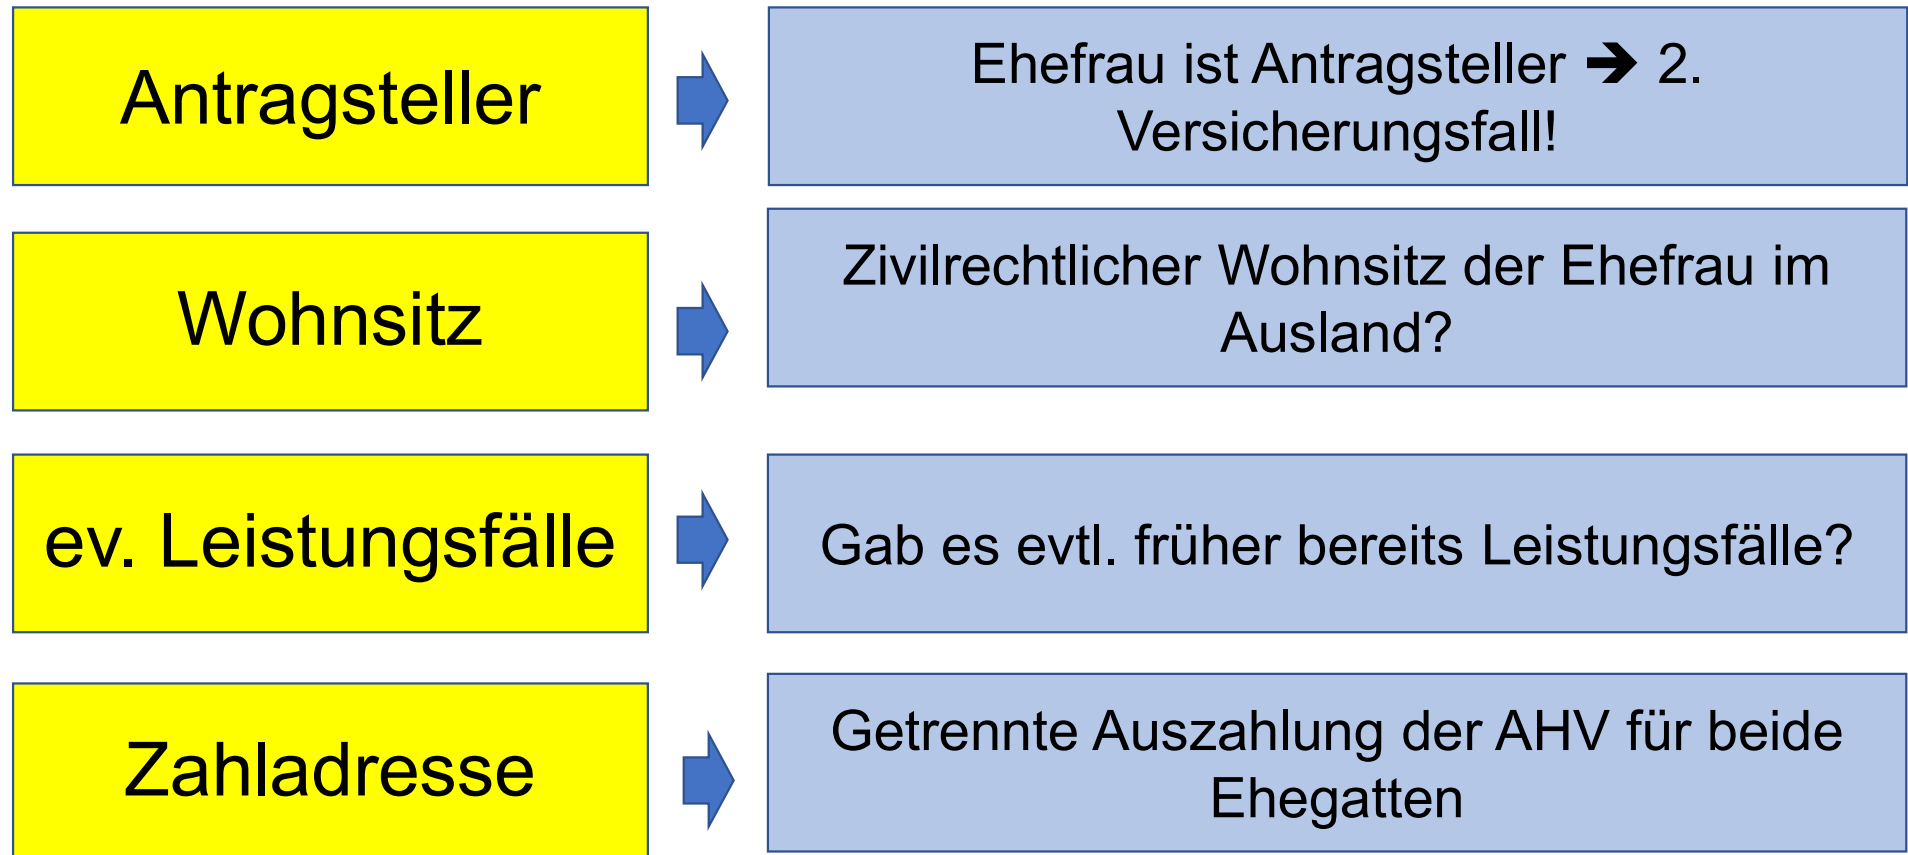 Antragsteller
Ehefrau ist Antragsteller ➔ 2.
Versicherungsfall!
Wohnsitz
Zivilrechtlicher Wohnsitz der Ehefrau im
Ausland?
ev. Leistungsfälle
Gab es evtl. früher bereits Leistungsfälle?
Zahladresse
Getrennte Auszahlung der AHV für beide
Ehegatten